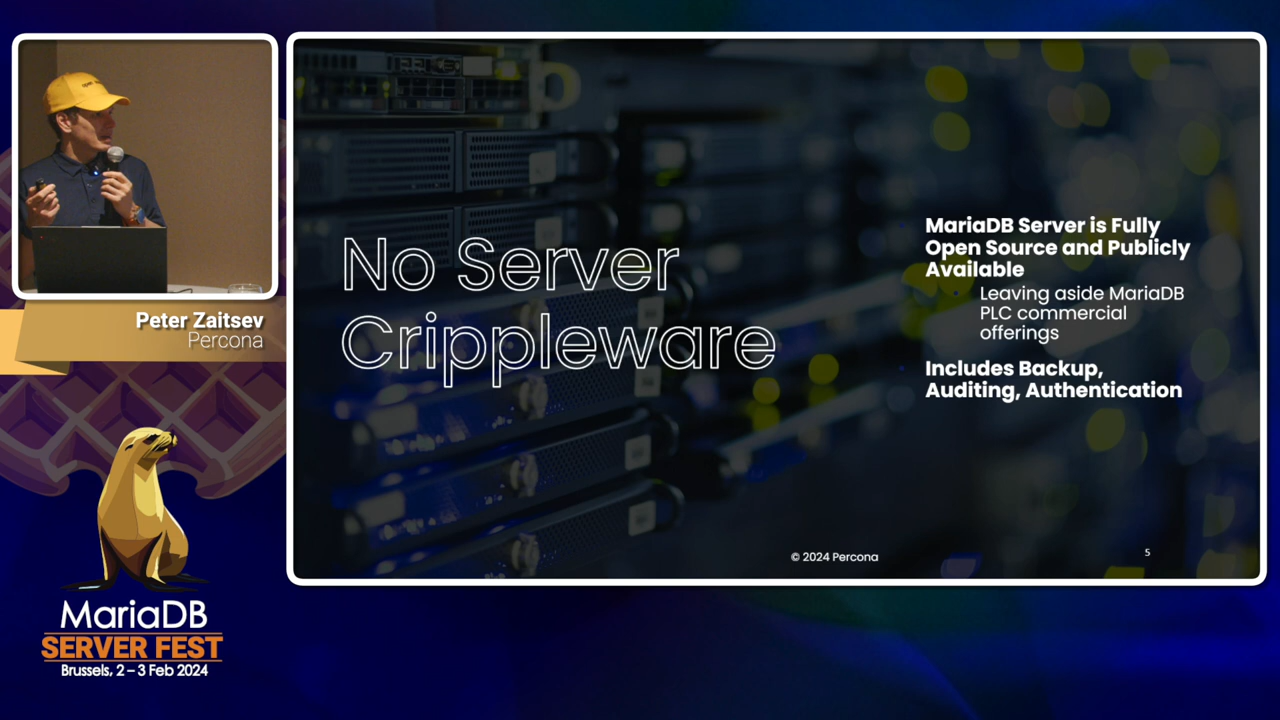 Peter Zaitsev
Percona
MariaDB
SERVER FEST
Brussels, 2 – 3 Feb 2024
No Server
Crippleware
MariaDB Server is Fully
Open Source and Publicly
Available
Leaving aside MariaDB
PLC commercial
offerings
Includes Backup,
Auditing, Authentication
© 2024 Percona
5